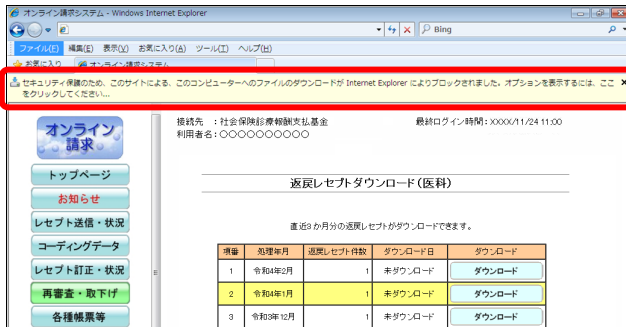 オンライン請求システム - Windows Internet Explorer
Bing
ファイル(F) 編集(E) 表示(V) お気に入り(A) ツール(T) ヘルプ(H)
お気に入り オンライン請求システム
セキュリティ保護のため、このサイトによる、このコンピューターへのファイルのダウンロードが Internet Explorer によりブロックされました。オプションを表示するには、ここ
をクリックしてください...
オンライン
請求
接続先 :社会保険診療報酬支払基金 最終ログイン時間:XXXX/11/24 11:00
利用者名:○○○○○○○○○○
トップページ
お知らせ
レセプト送信・状況
コーディングデータ
レセプト訂正・状況
再審査・取下げ
各種帳票等
返戻レセプトダウンロード(医科)
直近3か月分の返戻レセプトがダウンロードできます。
項番 処理年月 返戻レセプト件数 ダウンロード日 ダウンロード
1 令和4年2月 1 未ダウンロード ダウンロード
2 令和4年1月 1 未ダウンロード ダウンロード
3 令和3年12月 1 未ダウンロード ダウンロード